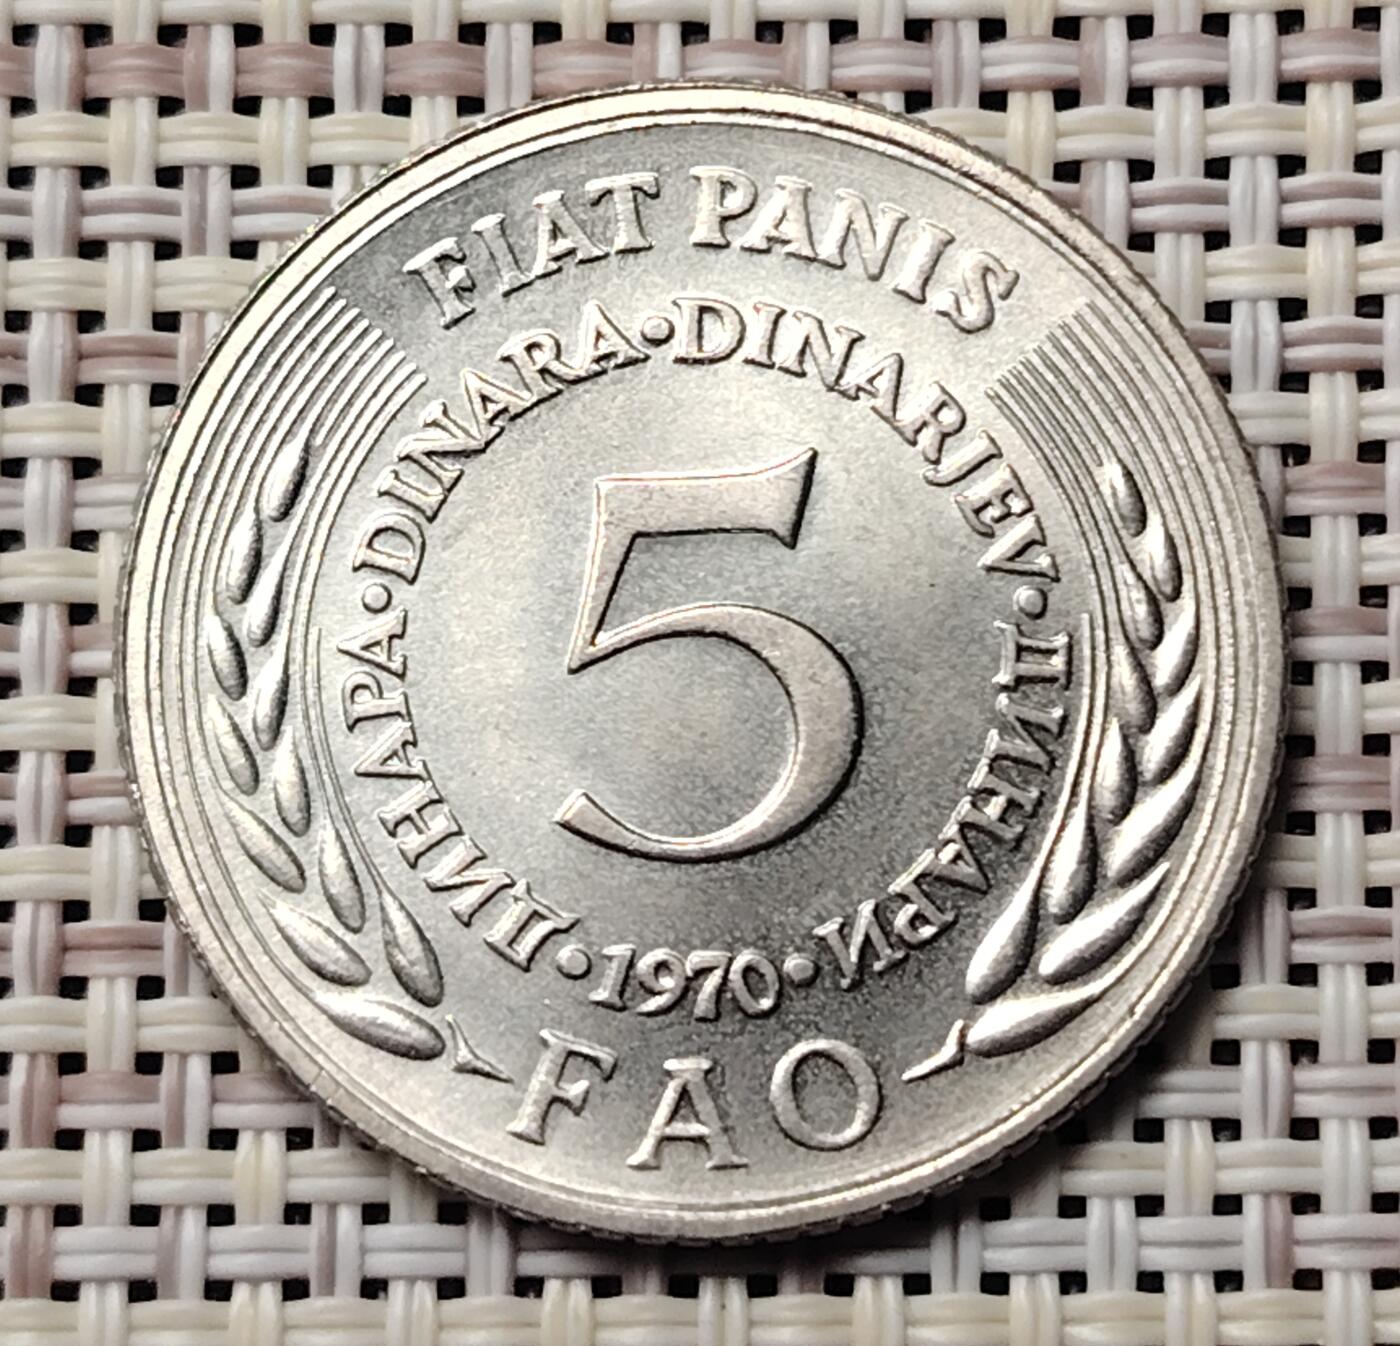 FIAT PANIS
ДИНАРА·DINARA·DINARJEV·ДИНАРИ·1970·
5
FAO